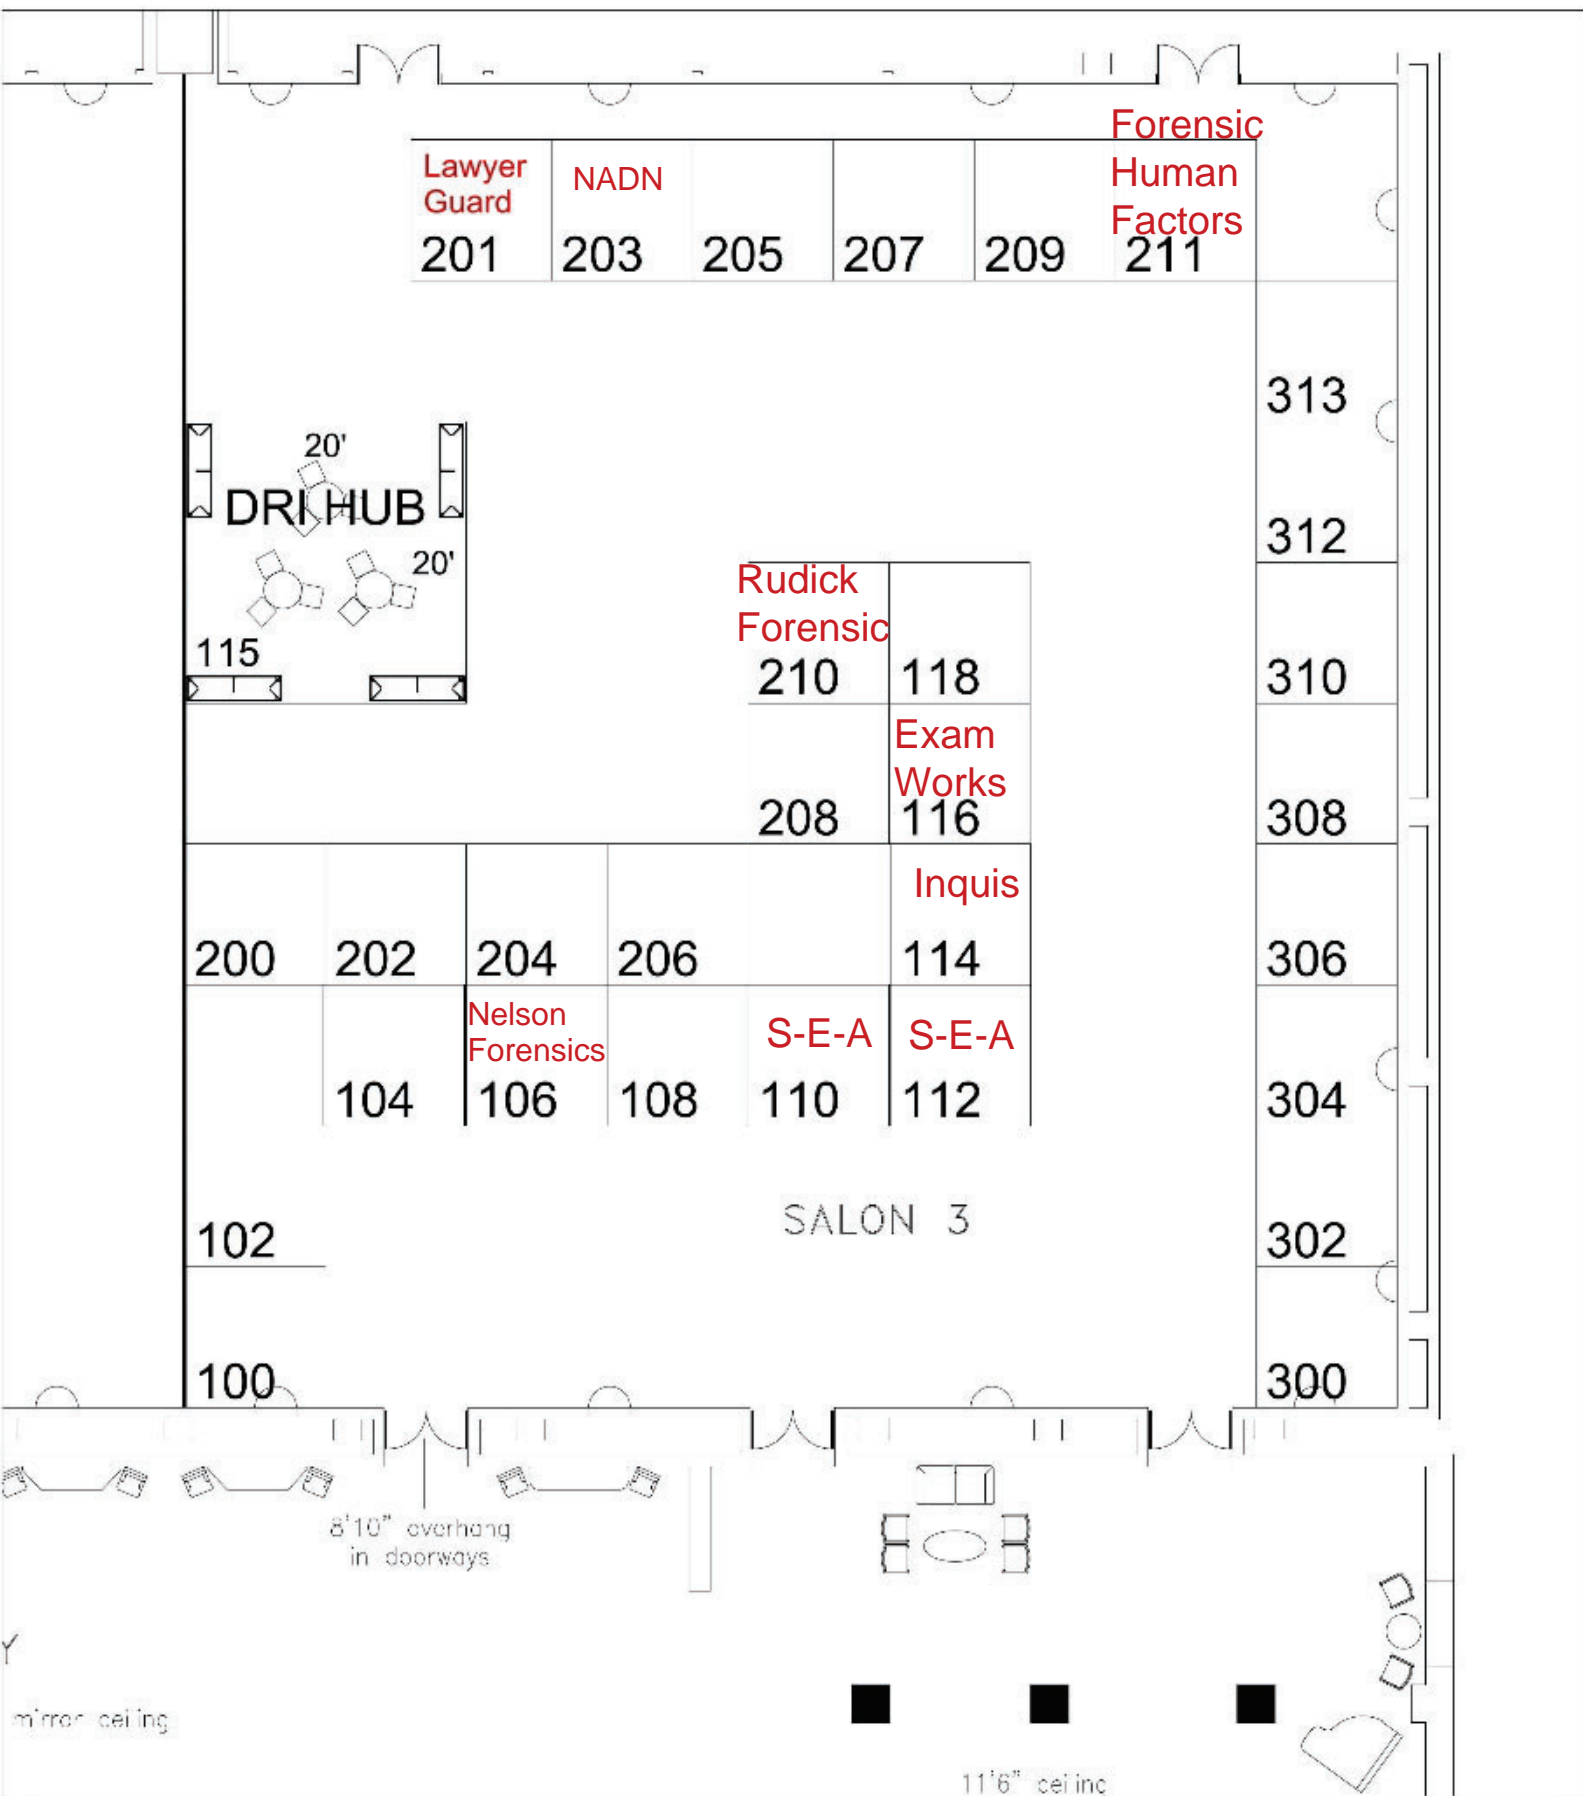 Forensic
Human
Factors
Lawyer
Guard
NADN
201
203
205
207
209
211
313
20'
DRI HUB
312
20'
Rudick
Forensic
115
210
118
310
Exam
Works
208
116
308
Inquis
200
202
204
206
114
306
Nelson
Forensics
S-E-A
S-E-A
104
106
108
110
112
304
SALON 3
102
302
100
300
8'10" overhang
in doorways
Y
mirror ceiling
11'6" ceiling